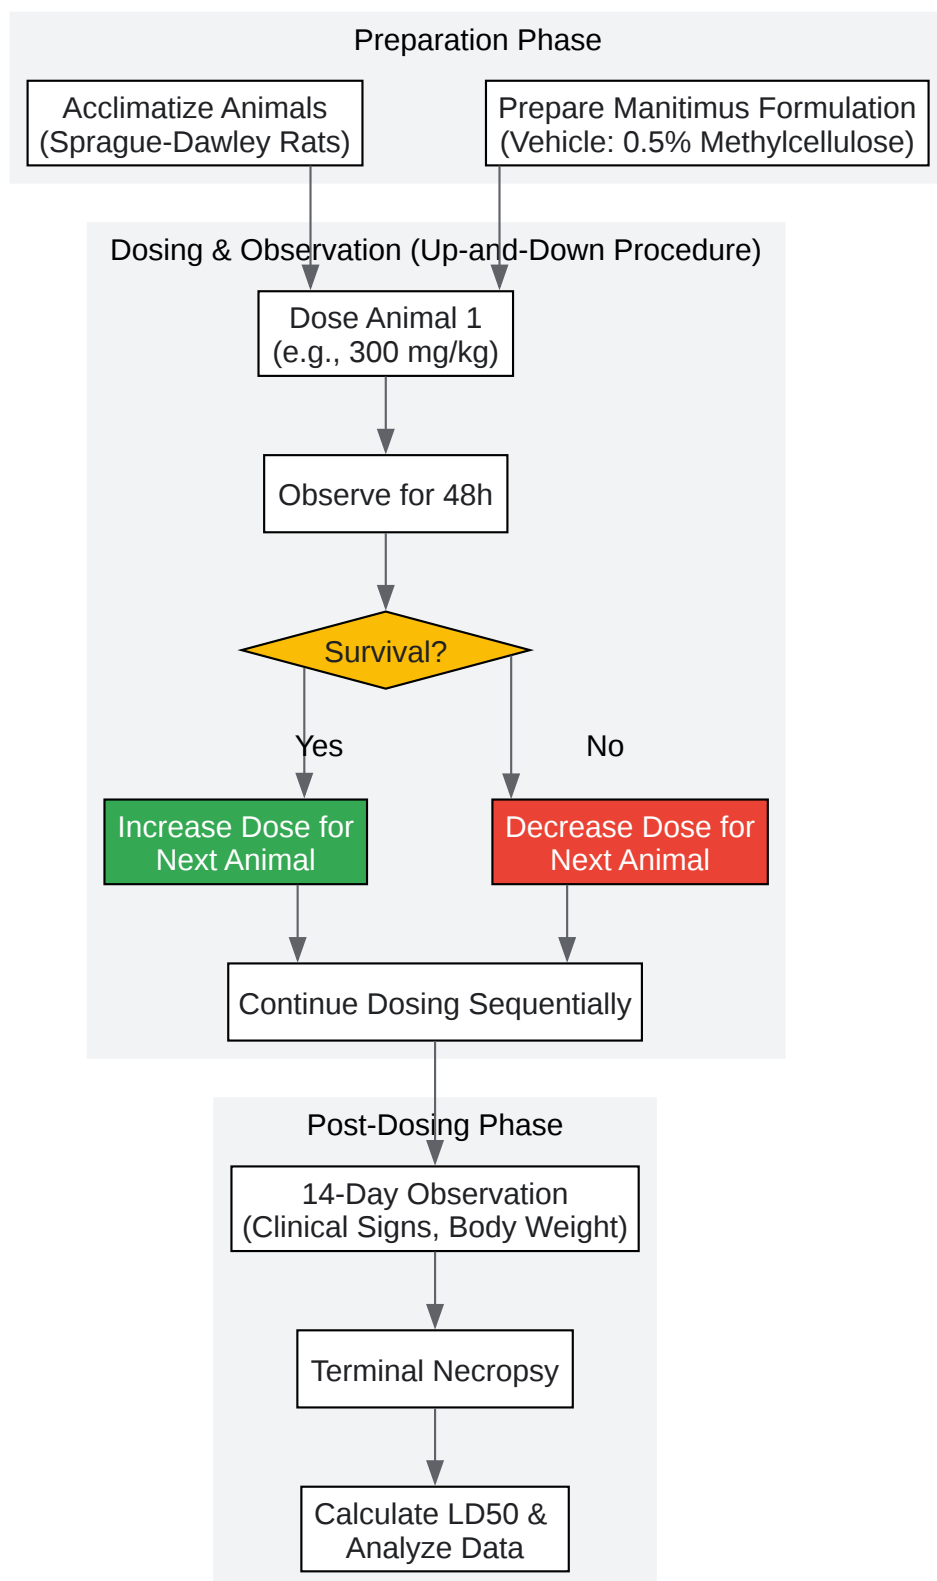 Preparation Phase
Acclimatize Animals
(Sprague-Dawley Rats)
Prepare Manitimus Formulation
(Vehicle: 0.5% Methylcellulose)
Dosing & Observation (Up-and-Down Procedure)
Dose Animal 1
(e.g., 300 mg/kg)
Observe for 48h
Survival?
Yes
No
Increase Dose for
Next Animal
Decrease Dose for
Next Animal
Continue Dosing Sequentially
Post-Dosing Phase
14-Day Observation
(Clinical Signs, Body Weight)
Terminal Necropsy
Calculate LD50 &
Analyze Data